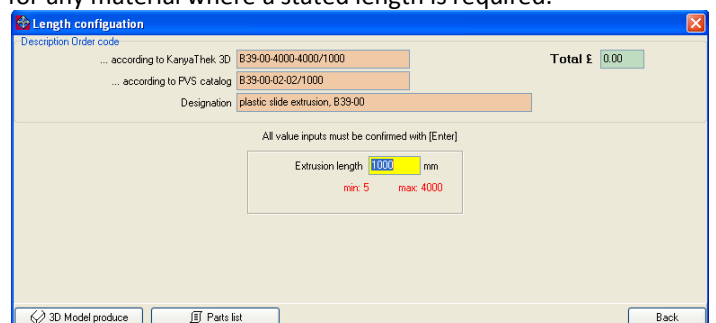 for any material where a stated length is required.
Length configuation
Description Order code
... according to KanyaThek 3D B39-00-4000-4000/1000 Total £ 0.00
... according to PVS catalog B39-00-02-02/1000
Designation plastic slide extrusion, B39-00
All value inputs must be confirmed with [Enter]
Extrusion length 1000 mm
min: 5 max: 4000
3D Model produce Parts list Back